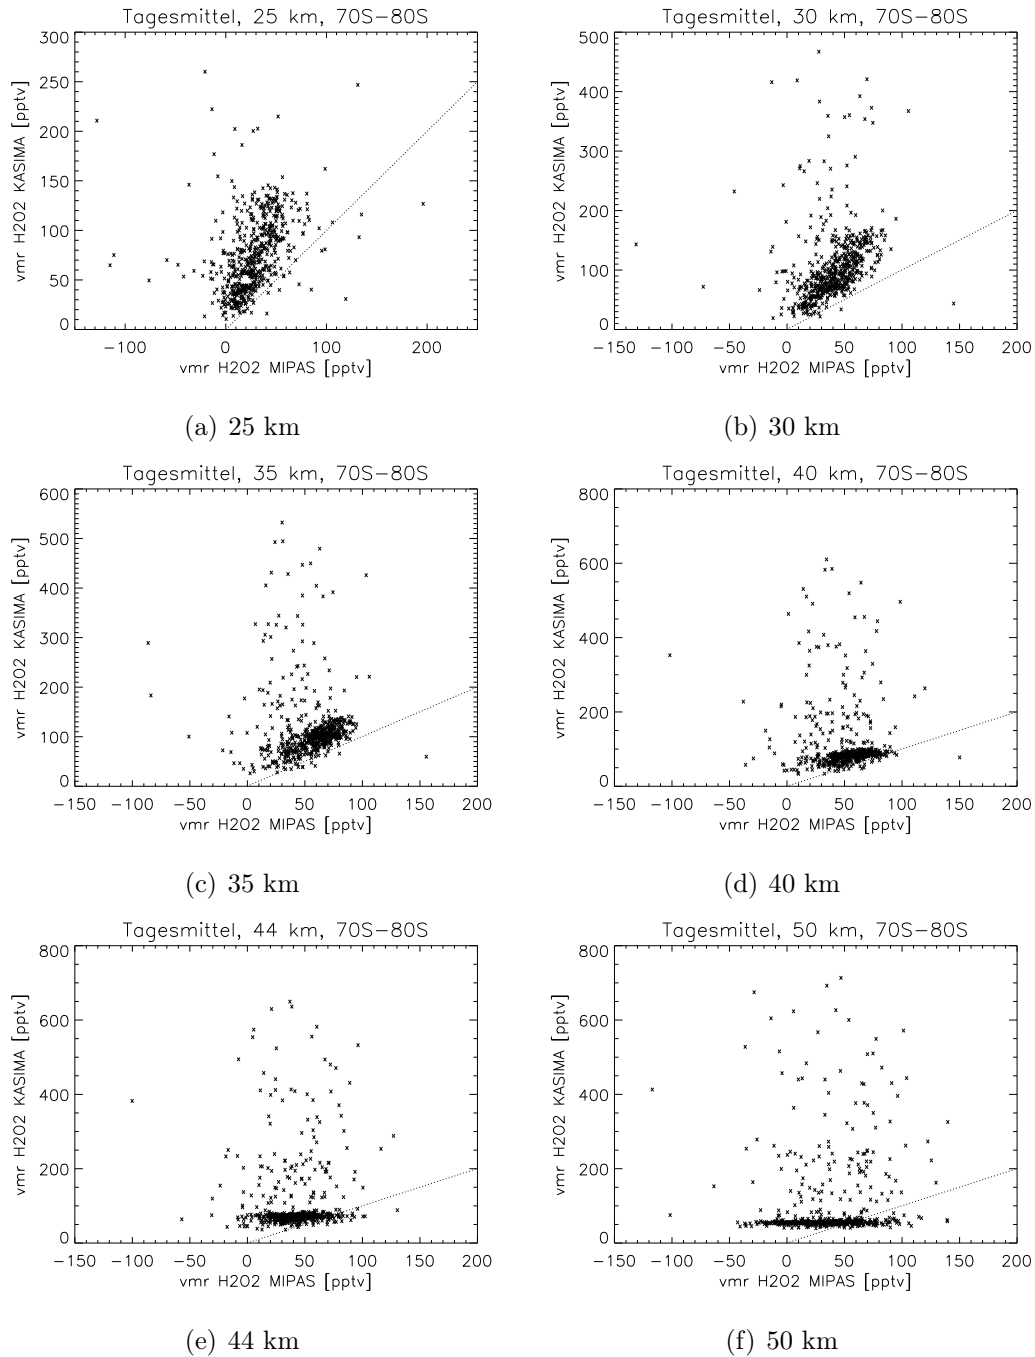 Tagesmittel, 25 km, 70S-80S
300
250
200
150
100
50
0
vmr H2O2 KASIMA [pptv]
-100 0 100 200
vmr H2O2 MIPAS [pptv]
(a) 25 km
Tagesmittel, 30 km, 70S-80S
500
400
300
200
100
0
vmr H2O2 KASIMA [pptv]
-150 -100 -50 0 50 100 150 200
vmr H2O2 MIPAS [pptv]
(b) 30 km
Tagesmittel, 35 km, 70S-80S
600
500
400
300
200
100
0
vmr H2O2 KASIMA [pptv]
-150 -100 -50 0 50 100 150 200
vmr H2O2 MIPAS [pptv]
(c) 35 km
Tagesmittel, 40 km, 70S-80S
800
600
400
200
0
vmr H2O2 KASIMA [pptv]
-150 -100 -50 0 50 100 150 200
vmr H2O2 MIPAS [pptv]
(d) 40 km
Tagesmittel, 44 km, 70S-80S
800
600
400
200
0
vmr H2O2 KASIMA [pptv]
-150 -100 -50 0 50 100 150 200
vmr H2O2 MIPAS [pptv]
(e) 44 km
Tagesmittel, 50 km, 70S-80S
800
600
400
200
0
vmr H2O2 KASIMA [pptv]
-150 -100 -50 0 50 100 150 200
vmr H2O2 MIPAS [pptv]
(f) 50 km